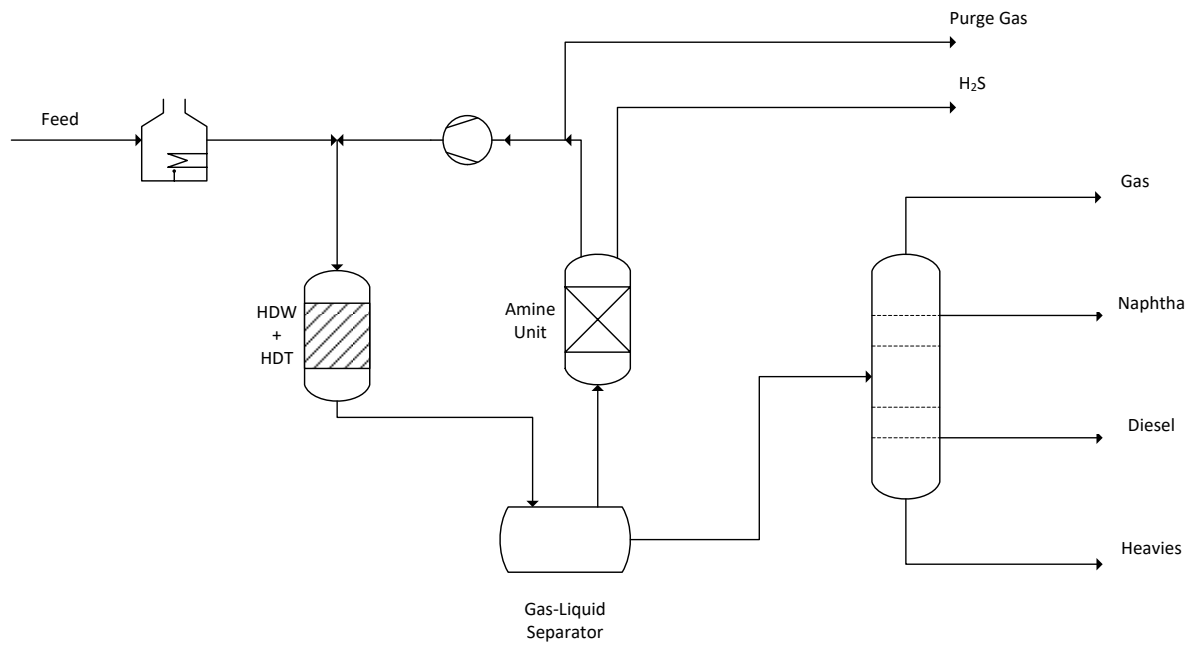 Purge Gas
H₂S
Feed
Gas
Naphtha
HDW
+
HDT
Amine
Unit
Diesel
Heavies
Gas-Liquid
Separator